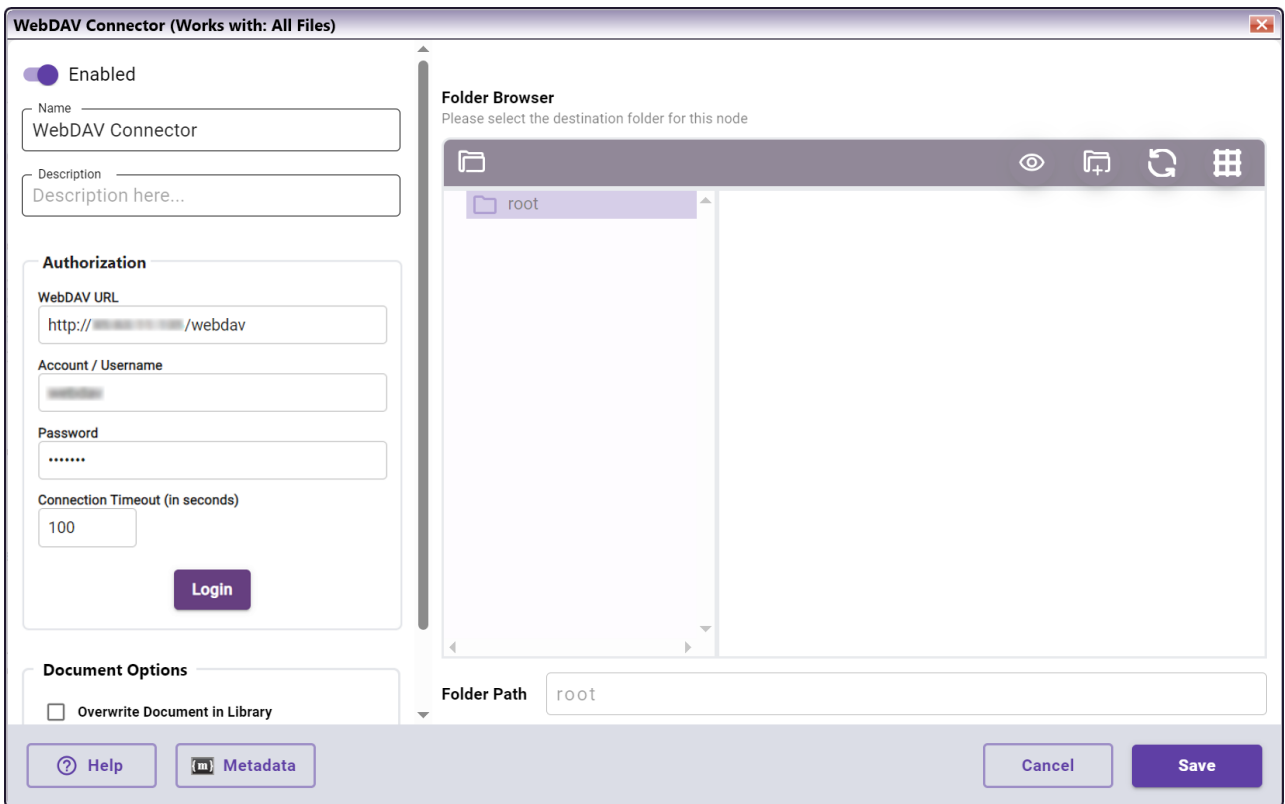 WebDAV Connector (Works with: All Files)
Enabled
Name
WebDAV Connector
Description
Description here...
Authorization
WebDAV URL
http:// /webdav
Account / Username
Password
•••••••
Connection Timeout (in seconds)
100
Login
Document Options
Overwrite Document in Library
Folder Browser
Please select the destination folder for this node
root
Folder Path
root
Help
{m} Metadata
Cancel
Save